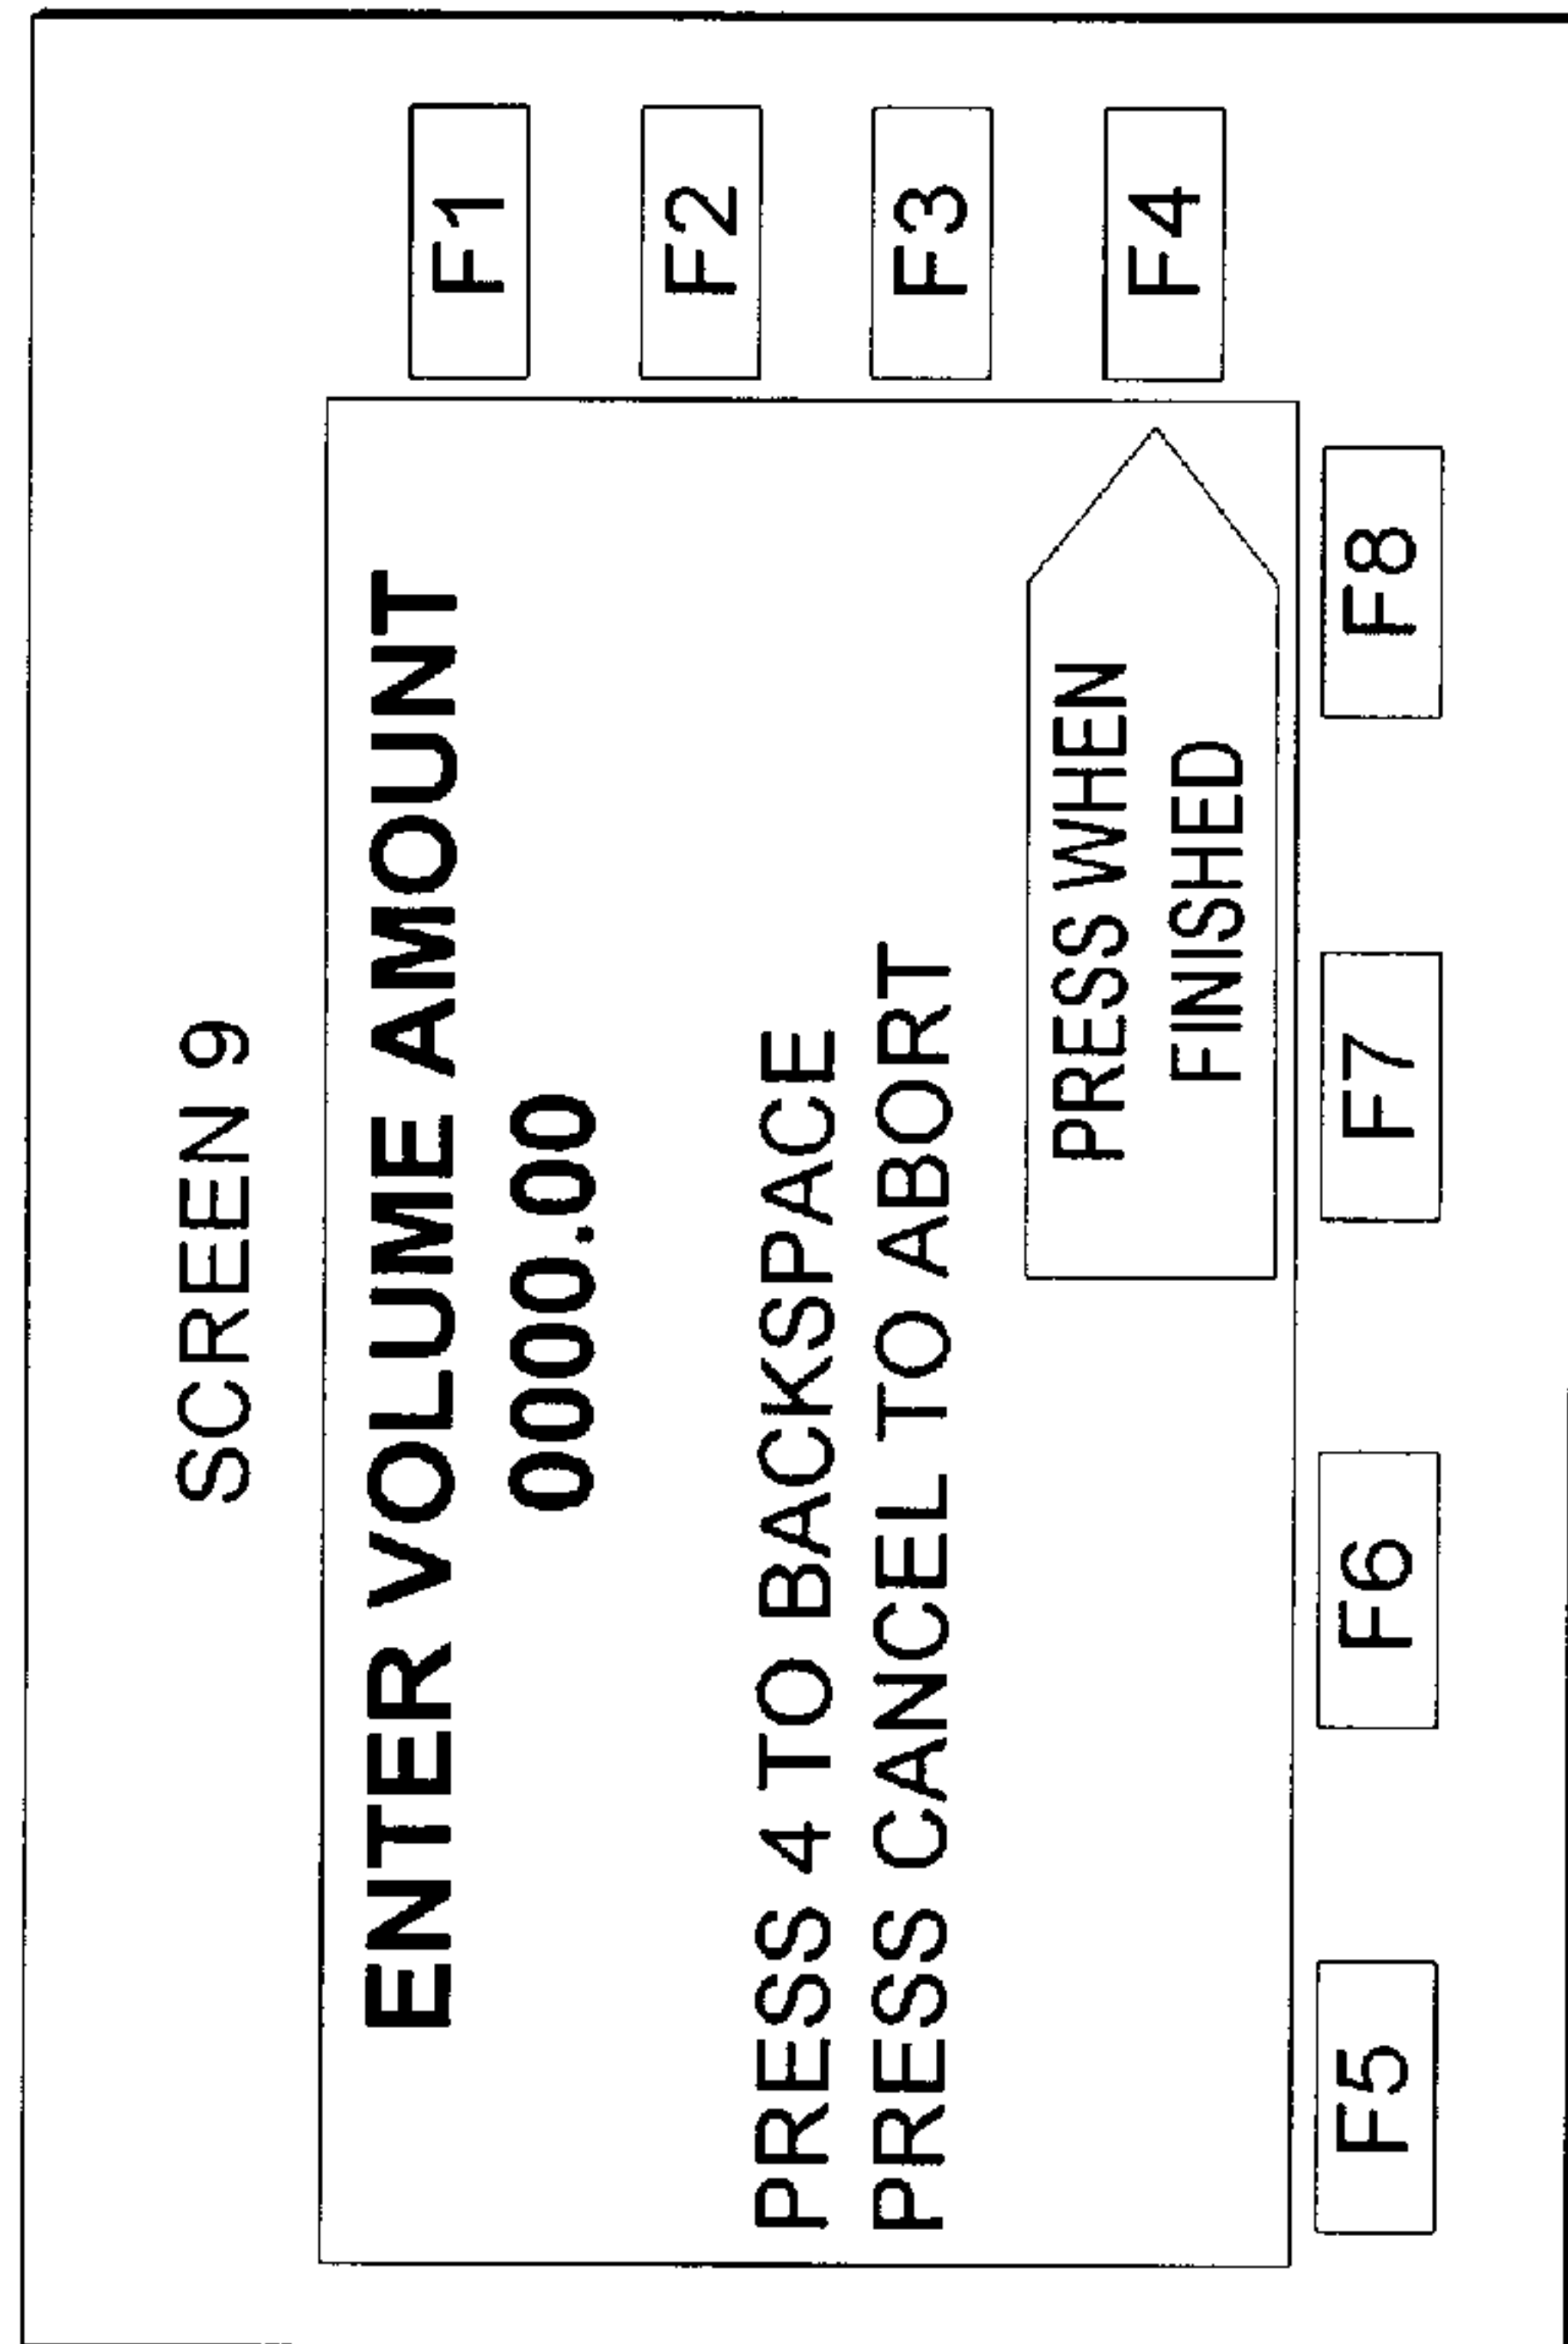 SCREEN 9
ENTER VOLUME AMOUNT
0000.00
PRESS 4 TO BACKSPACE
PRESS CANCEL TO ABORT
PRESS WHEN
FINISHED
F1
F2
F3
F4
F5
F6
F7
F8